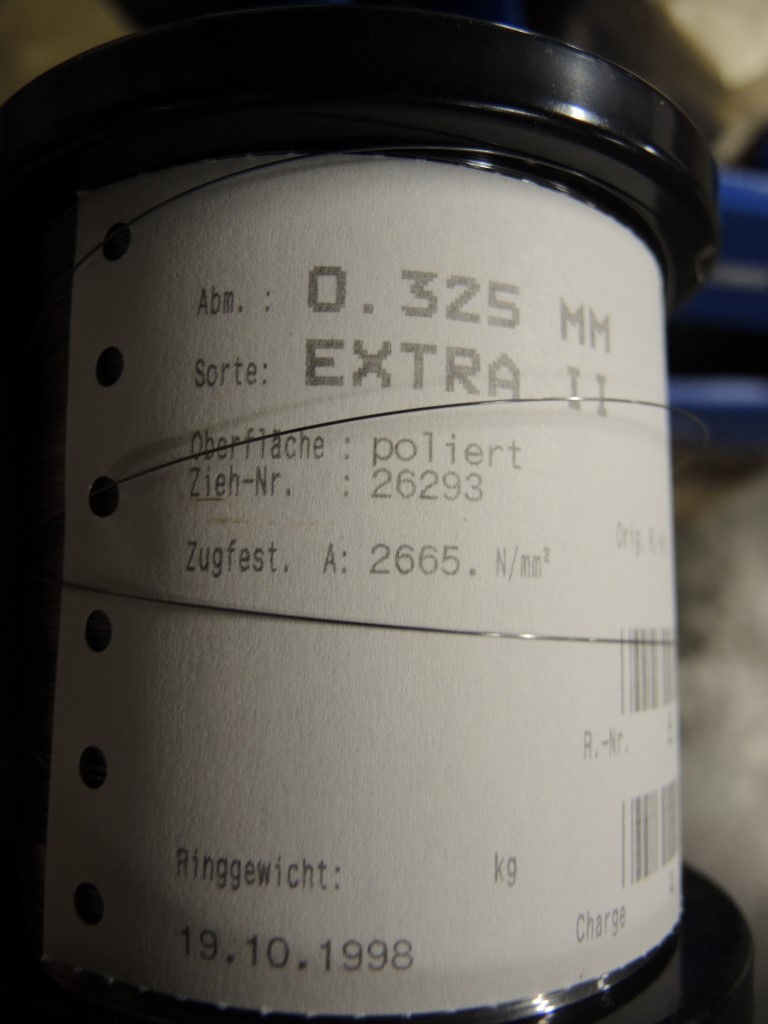 Abm. : 0.325 MM
Sorte: EXTRA II
Oberfläche : poliert
Zieh-Nr. : 26293
Orig.
Zugfest. A: 2665. N/mm²
R.-Nr.
Ringgewicht: kg
Charge
19.10.1998